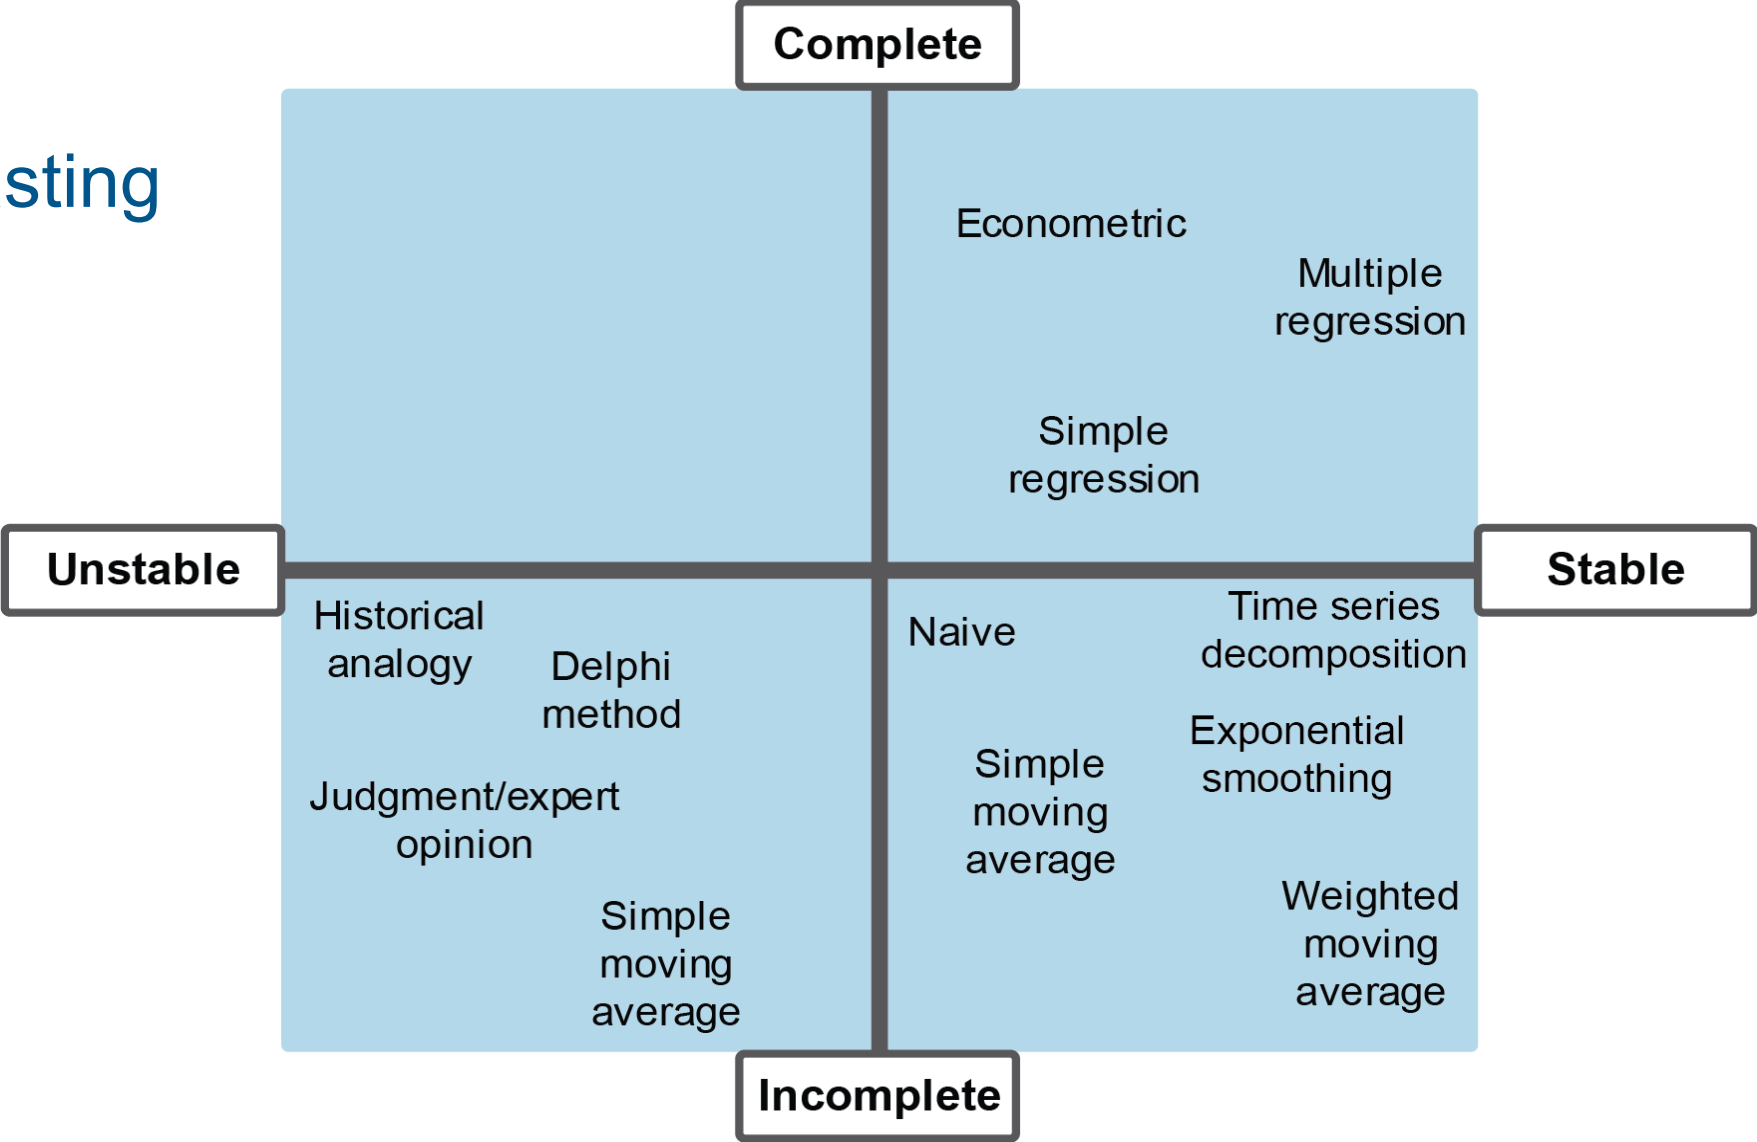 Complete
sting
Econometric
Multiple
regression
Simple
regression
Unstable
Stable
Historical
analogy
Delphi
method
Judgment/expert
opinion
Simple
moving
average
Naive
Time series
decomposition
Exponential
smoothing
Simple
moving
average
Weighted
moving
average
Incomplete